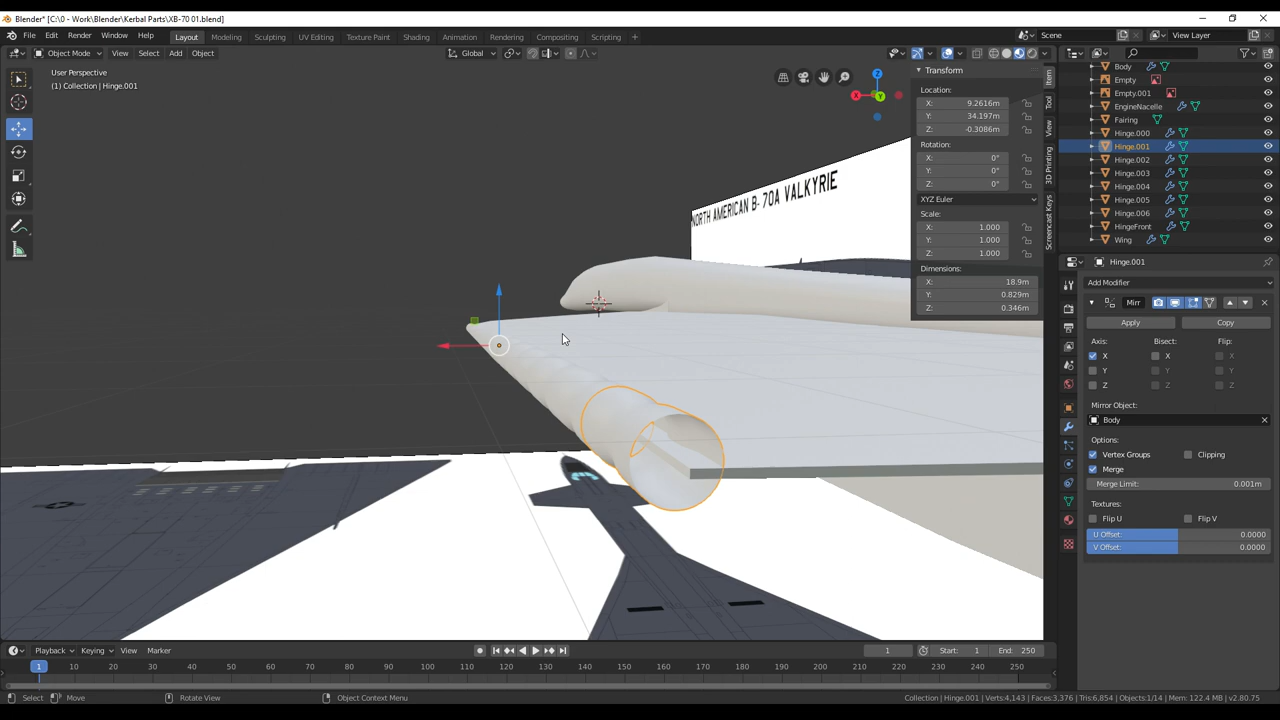 Blender* [C:\0 - Work\Blender\Kerbal Parts\XB-70 01.blend]
File Edit Render Window Help Layout Modeling Sculpting UV Editing Texture Paint Shading Animation Rendering Compositing Scripting + Scene View Layer
Object Mode View Select Add Object Global
User Perspective
(1) Collection | Hinge.001
Z
X
Y
NORTH AMERICAN B-70A VALKYRIE
Transform
Location:
X: 9.2616m
Y: 34.197m
Z: -0.3086m
Rotation:
X: 0°
Y: 0°
Z: 0°
XYZ Euler
Scale:
X: 1.000
Y: 1.000
Z: 1.000
Dimensions:
X: 18.9m
Y: 0.829m
Z: 0.346m
Item
Tool
View
3D Printing
Screencast Keys
Body
Empty
Empty.001
EngineNacelle
Fairing
Hinge.000
Hinge.001
Hinge.002
Hinge.003
Hinge.004
Hinge.005
Hinge.006
HingeFront
Wing
Hinge.001
Add Modifier
Mirr
Apply Copy
Axis: Bisect: Flip:
X X X
Y Y Y
Z Z Z
Mirror Object:
Body
Options:
Vertex Groups Clipping
Merge
Merge Limit: 0.001m
Textures:
Flip U Flip V
U Offset: 0.0000
V Offset: 0.0000
Playback Keying View Marker 1 Start: 1 End: 250
1 10 20 30 40 50 60 70 80 90 100 110 120 130 140 150 160 170 180 190 200 210 220 230 240 250
Select Move Rotate View Object Context Menu Collection | Hinge.001 | Verts:4,143 | Faces:3,376 | Tris:6,854 | Objects:1/14 | Mem: 122.4 MB | v2.80.75